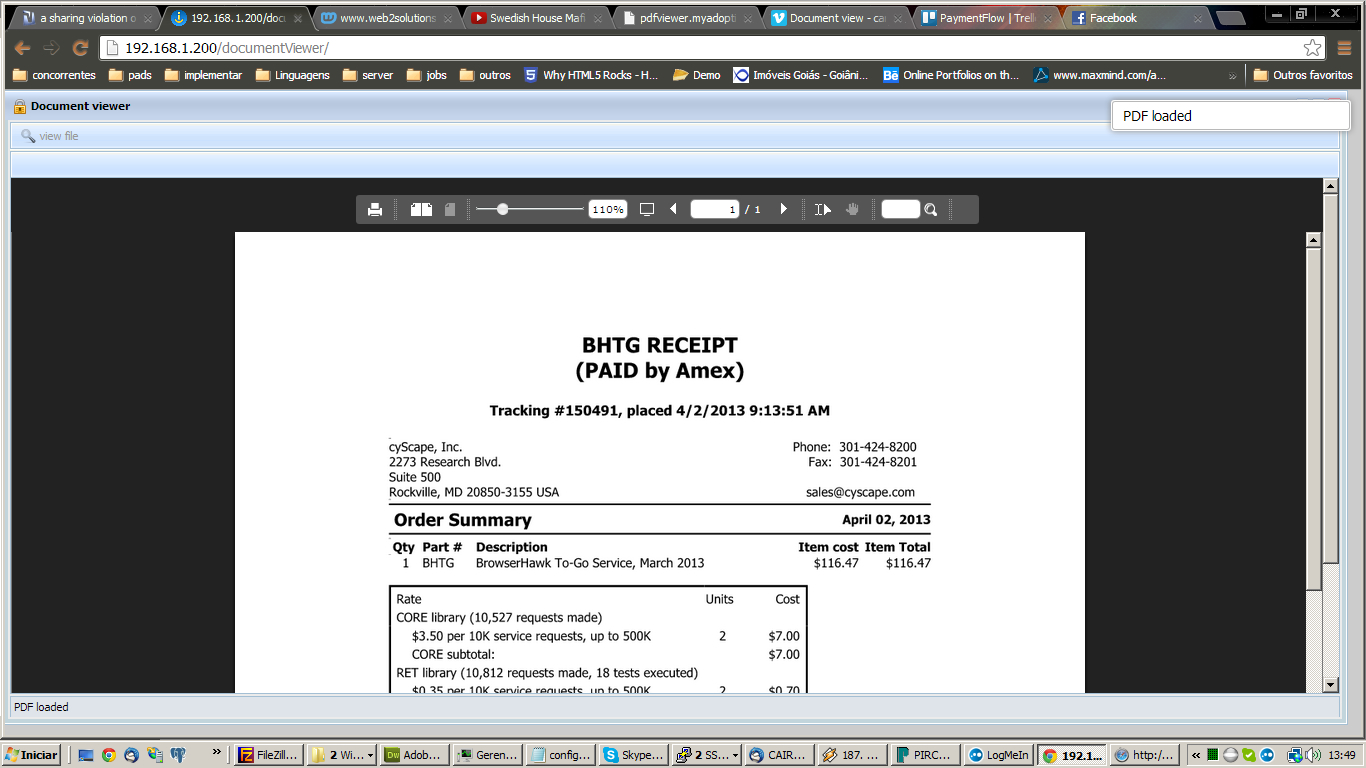 a sharing violation o
192.168.1.200/docu
www.web2solutions
Swedish House Mafi
pdfviewer.myadopti
Document view - ca
PaymentFlow | Trell
Facebook
192.168.1.200/documentViewer/
concorrentes pads implementar Linguagens server jobs outros Why HTML5 Rocks - H... Demo Imóveis Goiás - Goiâni... Online Portfolios on th... www.maxmind.com/a... » Outros favoritos
Document viewer
PDF loaded
view file
110% 1 / 1
BHTG RECEIPT
(PAID by Amex)
Tracking #150491, placed 4/2/2013 9:13:51 AM
cyScape, Inc. Phone: 301-424-8200
2273 Research Blvd. Fax: 301-424-8201
Suite 500
Rockville, MD 20850-3155 USA sales@cyscape.com
Order Summary April 02, 2013
Qty Part # Description Item cost Item Total
1 BHTG BrowserHawk To-Go Service, March 2013 $116.47 $116.47
Rate Units Cost
CORE library (10,527 requests made)
$3.50 per 10K service requests, up to 500K 2 $7.00
CORE subtotal: $7.00
RET library (10,812 requests made, 18 tests executed)
$0.35 per 10K service requests, up to 500K 2 $0.70
PDF loaded
Iniciar » FileZill... 2 Wi... Adob... Geren... config... Skype... 2 SS... CAIR... 187. ... PIRC... LogMeIn 192.1... http:/... « 13:49